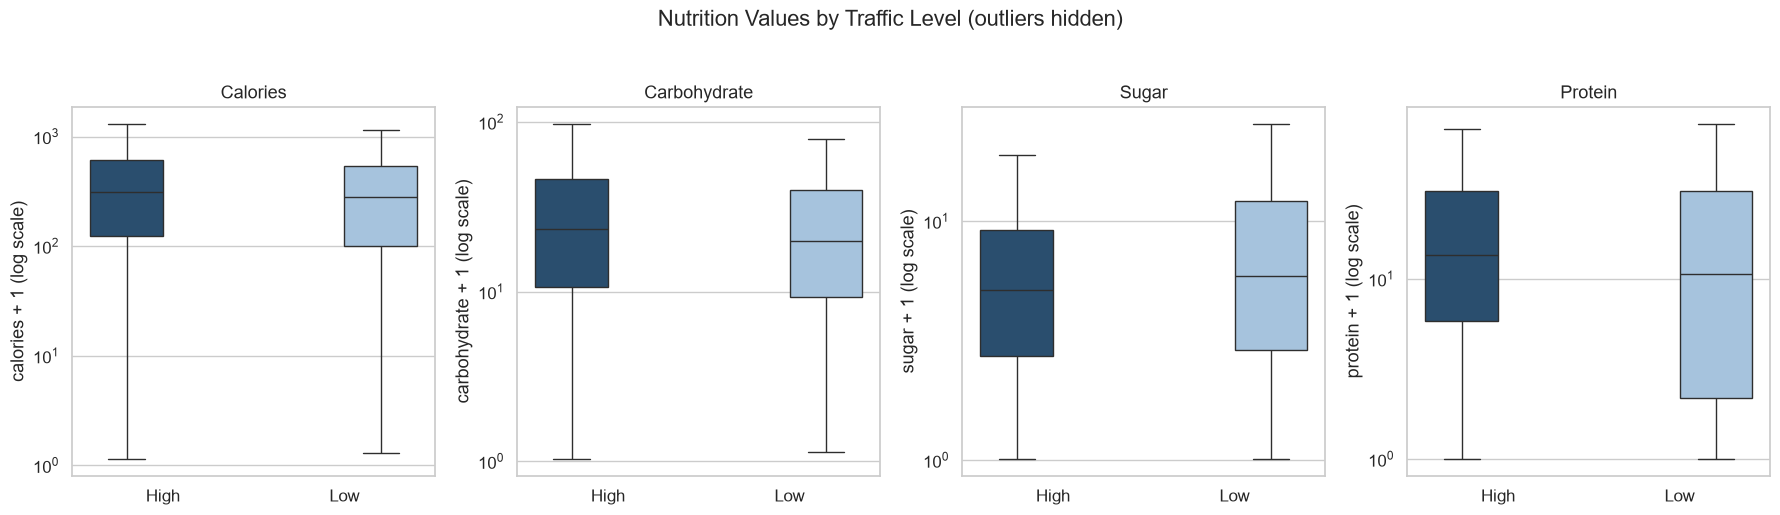 Nutrition Values by Traffic Level (outliers hidden)
Calories
calories + 1 (log scale)
10³
10²
10¹
10⁰
High Low
Carbohydrate
carbohydrate + 1 (log scale)
10²
10¹
10⁰
High Low
Sugar
sugar + 1 (log scale)
10¹
10⁰
High Low
Protein
protein + 1 (log scale)
10¹
10⁰
High Low